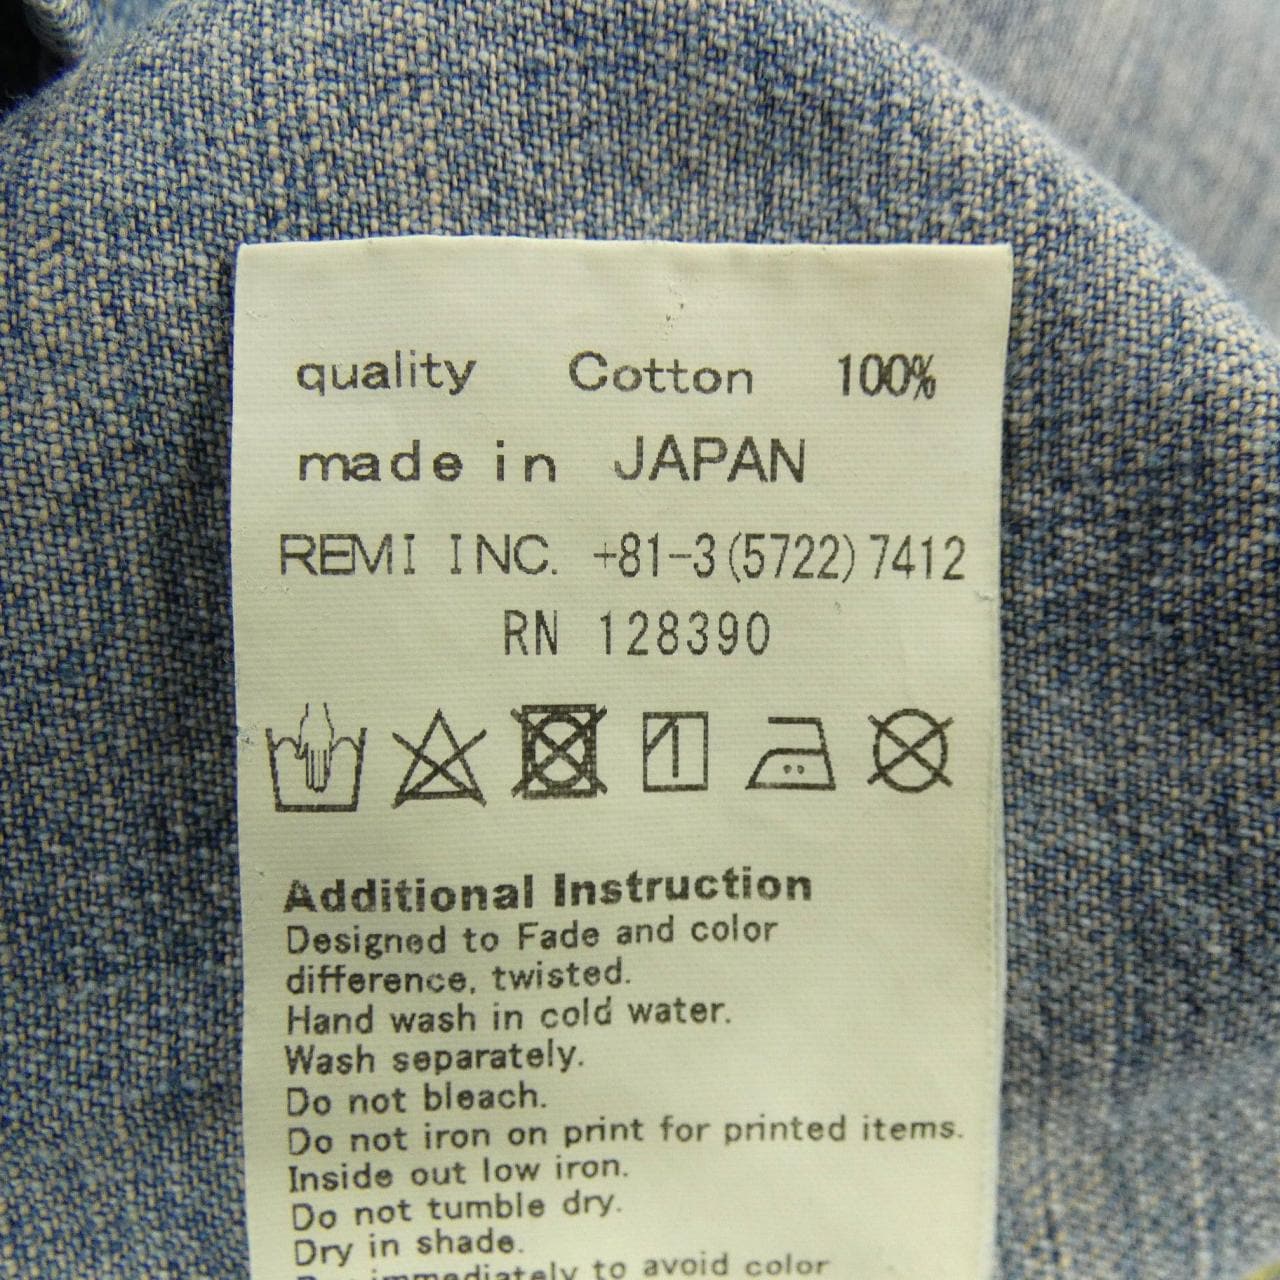 quality Cotton 100%
made in JAPAN
REMI INC. +81-3(5722)7412
RN 128390
Additional Instruction
Designed to Fade and color
difference, twisted.
Hand wash in cold water.
Wash separately.
Do not bleach.
Do not iron on print for printed items.
Inside out low iron.
Do not tumble dry.
Dry in shade.
immediately to avoid color